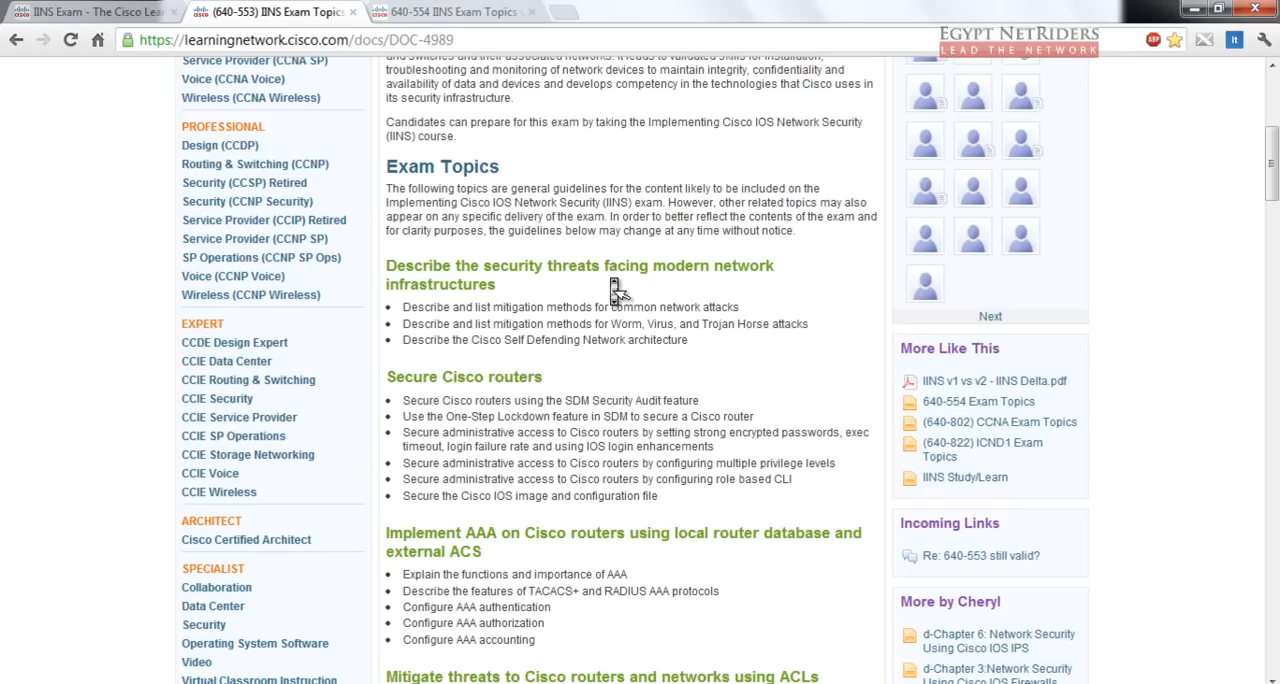 IINS Exam - The Cisco Lea
(640-553) IINS Exam Topics
640-554 IINS Exam Topics
https://learningnetwork.cisco.com/docs/DOC-4989
EGYPT NETRIDERS
LEAD THE NETWORK
ABP
It
Service Provider (CCNA SP)
Voice (CCNA Voice)
Wireless (CCNA Wireless)
PROFESSIONAL
Design (CCDP)
Routing & Switching (CCNP)
Security (CCSP) Retired
Security (CCNP Security)
Service Provider (CCIP) Retired
Service Provider (CCNP SP)
SP Operations (CCNP SP Ops)
Voice (CCNP Voice)
Wireless (CCNP Wireless)
EXPERT
CCDE Design Expert
CCIE Data Center
CCIE Routing & Switching
CCIE Security
CCIE Service Provider
CCIE SP Operations
CCIE Storage Networking
CCIE Voice
CCIE Wireless
ARCHITECT
Cisco Certified Architect
SPECIALIST
Collaboration
Data Center
Security
Operating System Software
Video
Virtual Classroom Instruction
and switches and their associated networks. It leads to validated skills for installation,
troubleshooting and monitoring of network devices to maintain integrity, confidentiality and
availability of data and devices and develops competency in the technologies that Cisco uses in
its security infrastructure.
Candidates can prepare for this exam by taking the Implementing Cisco IOS Network Security
(IINS) course.
Exam Topics
The following topics are general guidelines for the content likely to be included on the
Implementing Cisco IOS Network Security (IINS) exam. However, other related topics may also
appear on any specific delivery of the exam. In order to better reflect the contents of the exam and
for clarity purposes, the guidelines below may change at any time without notice.
Describe the security threats facing modern network
infrastructures
• Describe and list mitigation methods for common network attacks
• Describe and list mitigation methods for Worm, Virus, and Trojan Horse attacks
• Describe the Cisco Self Defending Network architecture
Secure Cisco routers
• Secure Cisco routers using the SDM Security Audit feature
• Use the One-Step Lockdown feature in SDM to secure a Cisco router
• Secure administrative access to Cisco routers by setting strong encrypted passwords, exec
timeout, login failure rate and using IOS login enhancements
• Secure administrative access to Cisco routers by configuring multiple privilege levels
• Secure administrative access to Cisco routers by configuring role based CLI
• Secure the Cisco IOS image and configuration file
Implement AAA on Cisco routers using local router database and
external ACS
• Explain the functions and importance of AAA
• Describe the features of TACACS+ and RADIUS AAA protocols
• Configure AAA authentication
• Configure AAA authorization
• Configure AAA accounting
Mitigate threats to Cisco routers and networks using ACLs
Next
More Like This
IINS v1 vs v2 - IINS Delta.pdf
640-554 Exam Topics
(640-802) CCNA Exam Topics
(640-822) ICND1 Exam
Topics
IINS Study/Learn
Incoming Links
Re: 640-553 still valid?
More by Cheryl
d-Chapter 6: Network Security
Using Cisco IOS IPS
d-Chapter 3:Network Security
Using Cisco IOS Firewalls